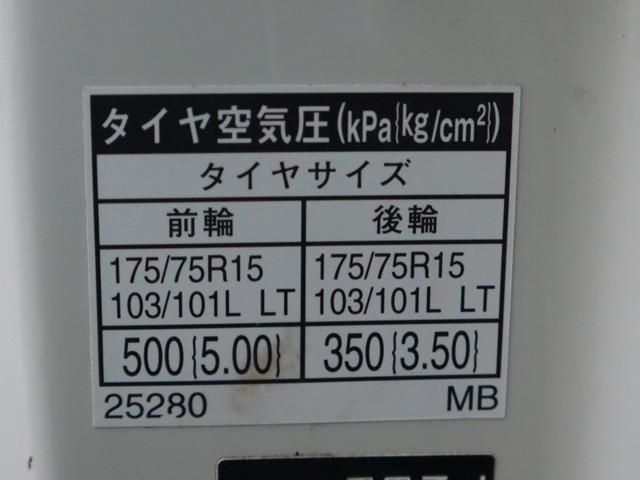 タイヤ空気圧(kPa{kg/cm²})
タイヤサイズ
前輪 後輪
175/75R15 175/75R15
103/101L LT 103/101L LT
500{5.00} 350{3.50}
25280 MB